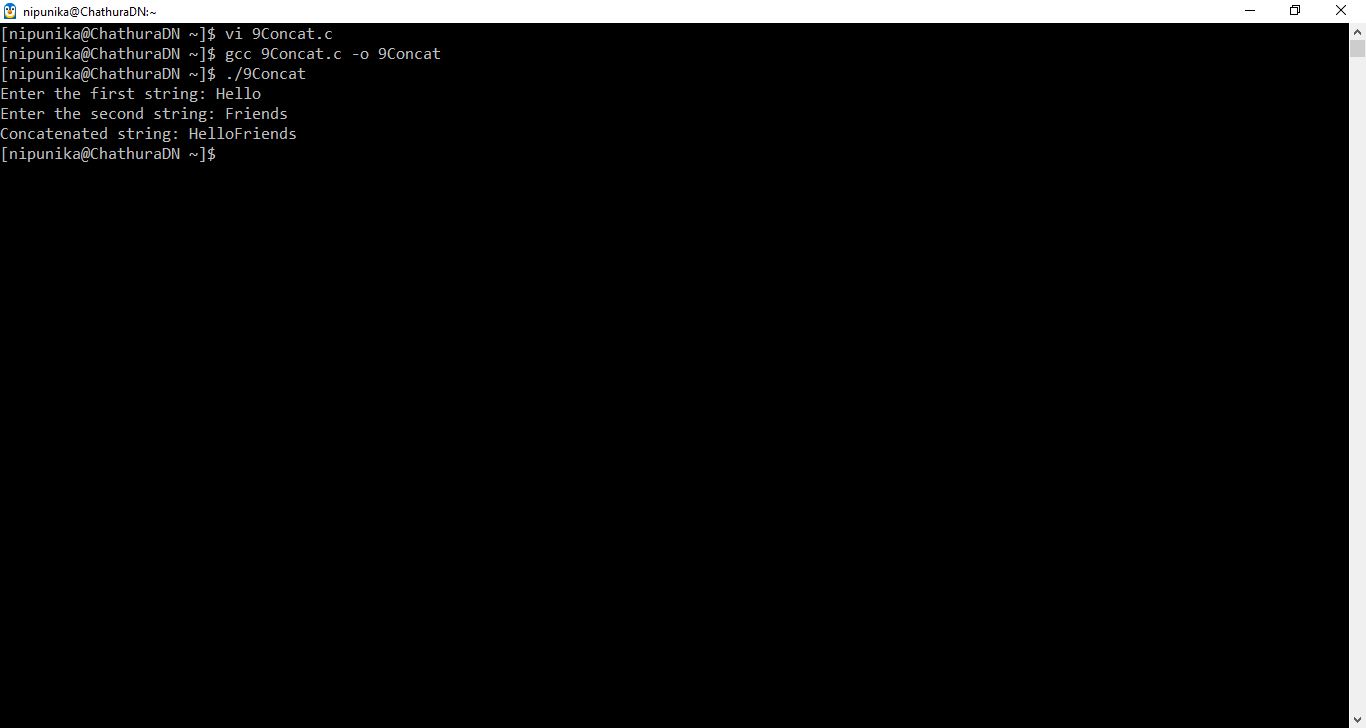 nipunika@ChathuraDN:~
[nipunika@ChathuraDN ~]$ vi 9Concat.c
[nipunika@ChathuraDN ~]$ gcc 9Concat.c -o 9Concat
[nipunika@ChathuraDN ~]$ ./9Concat
Enter the first string: Hello
Enter the second string: Friends
Concatenated string: HelloFriends
[nipunika@ChathuraDN ~]$